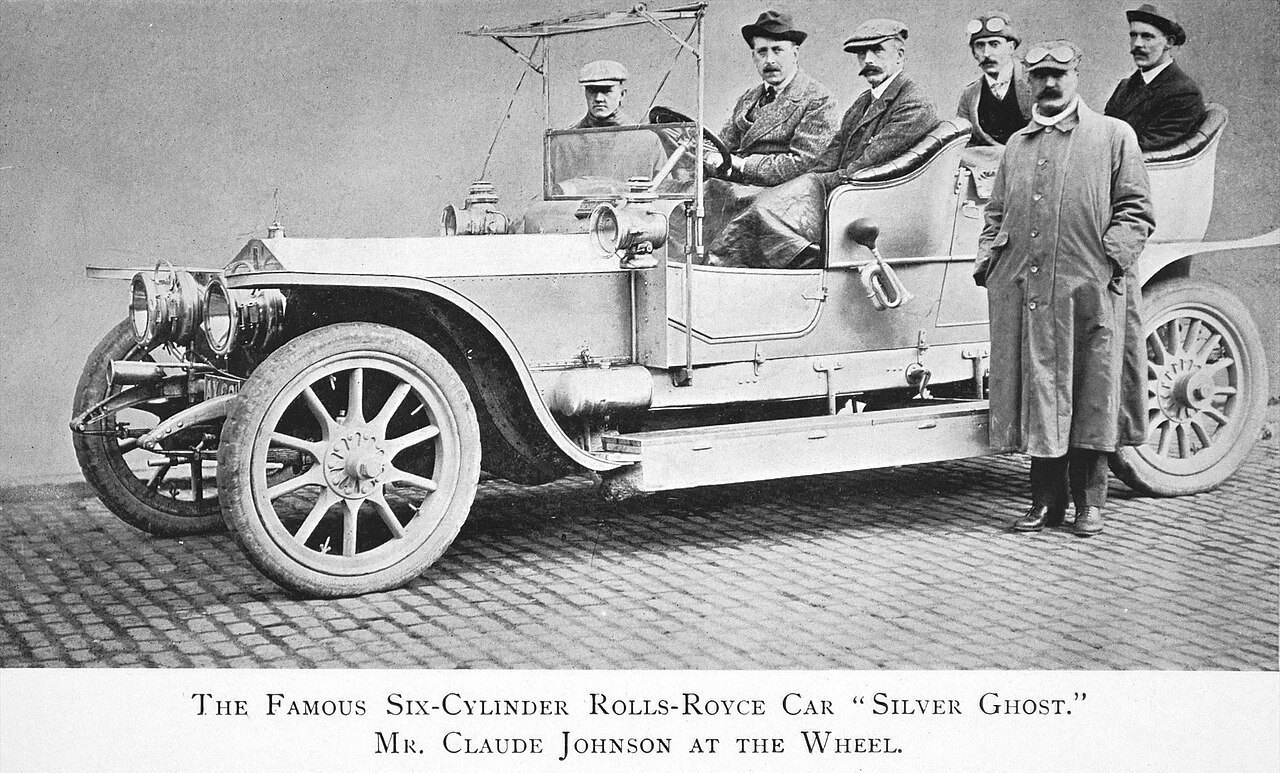 The Famous Six-Cylinder Rolls-Royce Car “Silver Ghost.”
Mr. Claude Johnson at the Wheel.